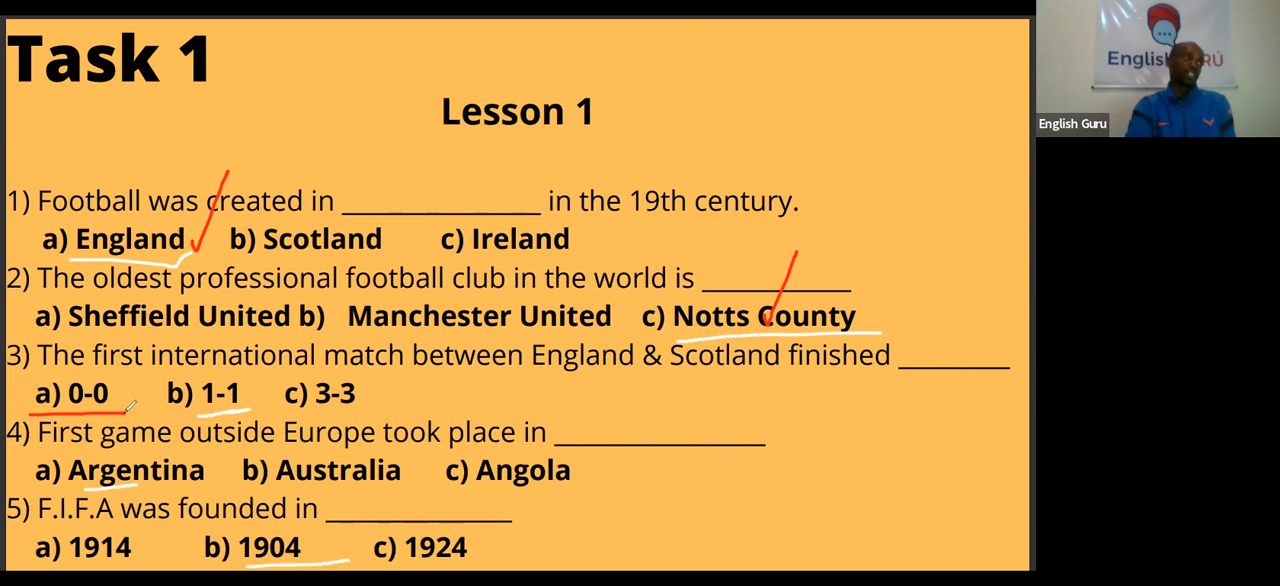 Task 1
Lesson 1
1) Football was created in _______________ in the 19th century.
a) England b) Scotland c) Ireland
2) The oldest professional football club in the world is ___________
a) Sheffield United b) Manchester United c) Notts County
3) The first international match between England & Scotland finished ________
a) 0-0 b) 1-1 c) 3-3
4) First game outside Europe took place in ________________
a) Argentina b) Australia c) Angola
5) F.I.F.A was founded in ______________
a) 1914 b) 1904 c) 1924
English Guru